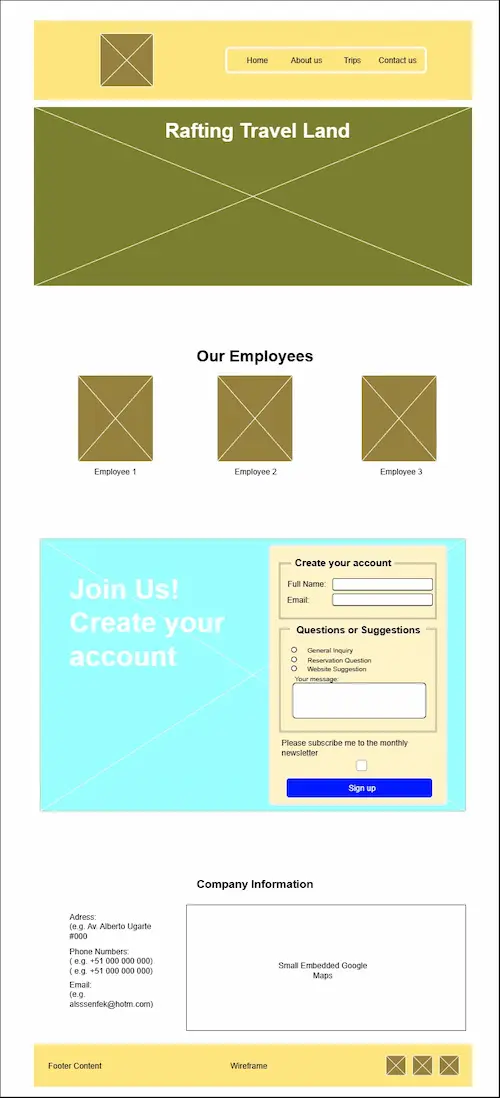 Home About us Trips Contact us
Rafting Travel Land
Our Employees
Employee 1 Employee 2 Employee 3
Join Us!
Create your
account
Create your account
Full Name:
Email:
Questions or Suggestions
General Inquiry
Reservation Question
Website Suggestion
Your message:
Please subscribe me to the monthly
newsletter
Sign up
Company Information
Adress:
(e.g. Av. Alberto Ugarte
#000
Phone Numbers:
( e.g. +51 000 000 000)
( e.g. +51 000 000 000)
Email:
(e.g.
alsssenfek@hotm.com)
Small Embedded Google
Maps
Footer Content Wireframe